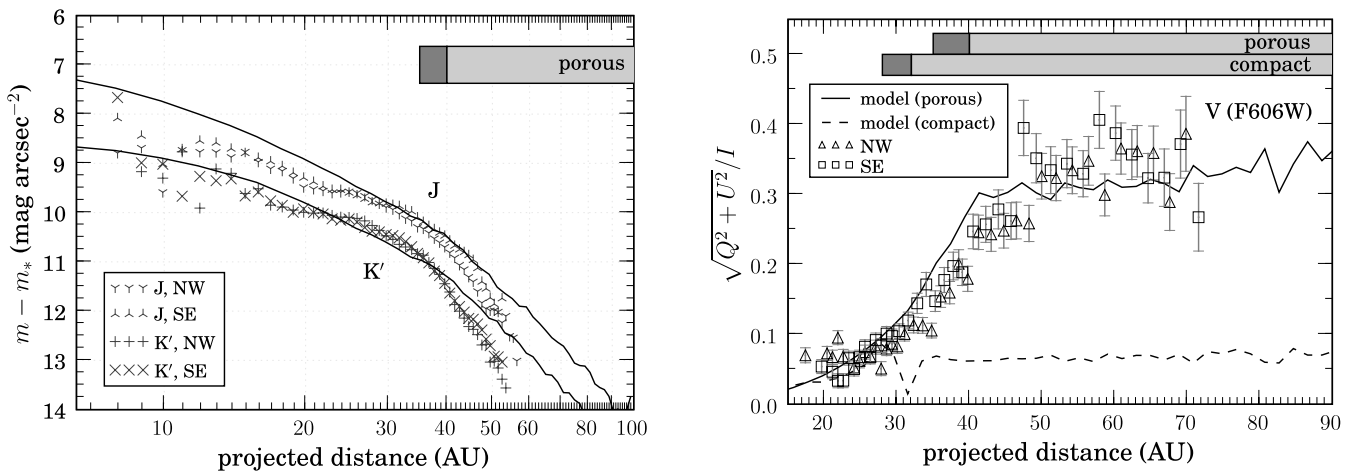 6
7
8
9
10
11
12
13
14
m − m* (mag arcsec−2)
porous
J
K′
J, NW
J, SE
K′, NW
K′, SE
10 20 30 40 50 60 100
projected distance (AU)
0.5
0.4
0.3
0.2
0.1
0.0
√Q2 + U2/I
porous
compact
model (porous)
model (compact)
NW
SE
V (F606W)
20 30 40 50 60 70 80 90
projected distance (AU)